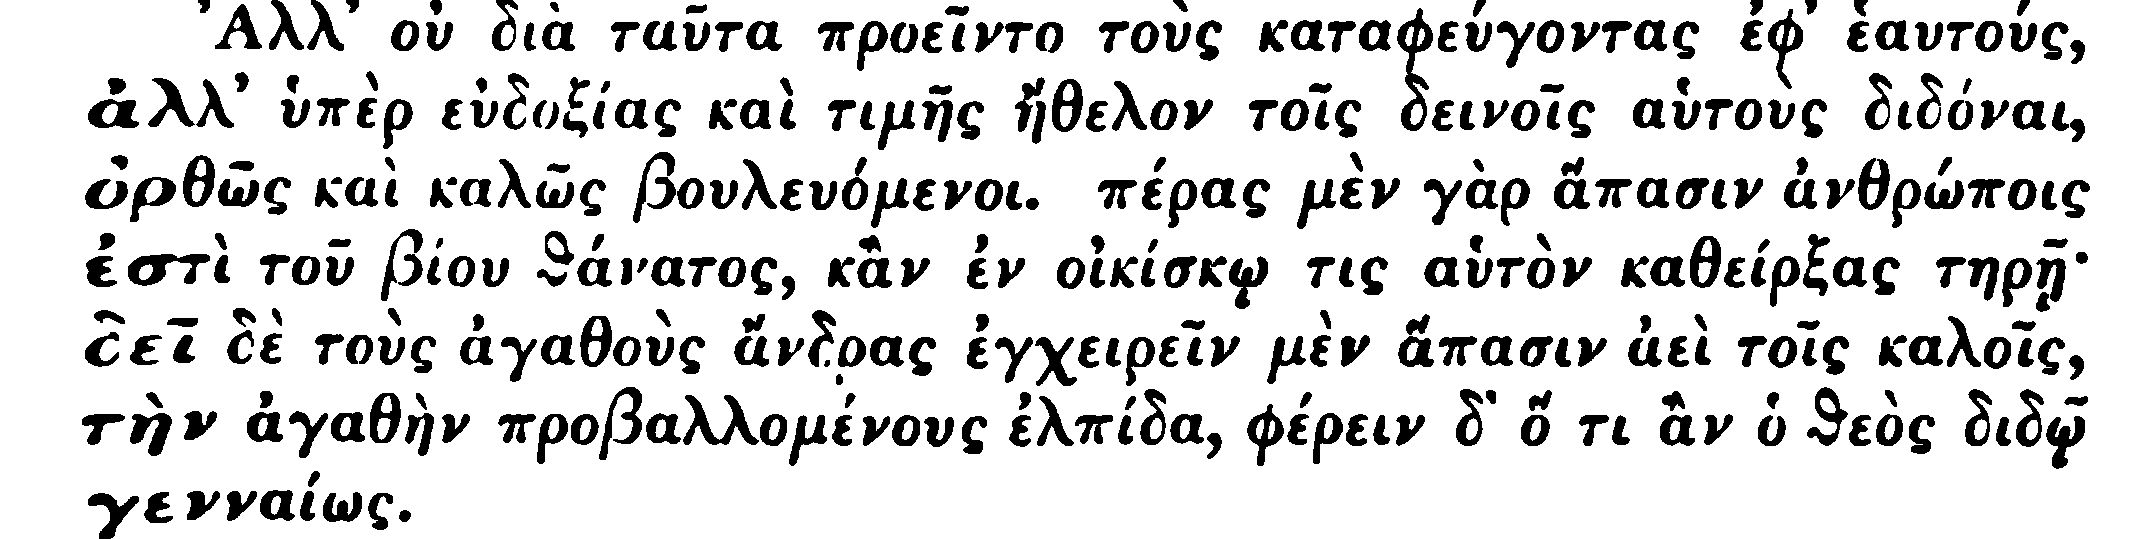 Ἀλλ’ οὐ διὰ ταῦτα προεῖντο τοὺς καταφεύγοντας ἐφ’ ἑαυτούς,
ἀλλ’ ὑπὲρ εὐδοξίας καὶ τιμῆς ἤθελον τοῖς δεινοῖς αὑτοὺς διδόναι,
ὀρθῶς καὶ καλῶς βουλευόμενοι. πέρας μὲν γὰρ ἅπασιν ἀνθρώποις
ἐστὶ τοῦ βίου θάνατος, κἂν ἐν οἰκίσκῳ τις αὑτὸν καθείρξας τηρῇ·
δεῖ δὲ τοὺς ἀγαθοὺς ἄνδρας ἐγχειρεῖν μὲν ἅπασιν ἀεὶ τοῖς καλοῖς,
τὴν ἀγαθὴν προβαλλομένους ἐλπίδα, φέρειν δ’ ὅ τι ἂν ὁ θεὸς διδῷ
γενναίως.